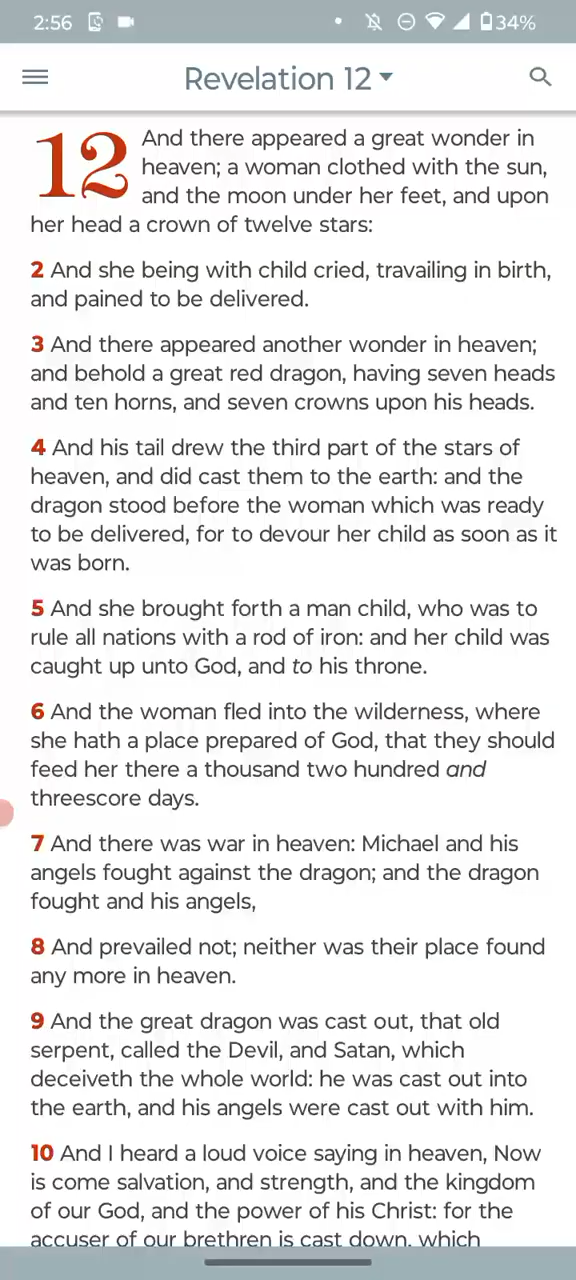 2:56 34%
Revelation 12
12 And there appeared a great wonder in
heaven; a woman clothed with the sun,
and the moon under her feet, and upon
her head a crown of twelve stars:
2 And she being with child cried, travailing in birth,
and pained to be delivered.
3 And there appeared another wonder in heaven;
and behold a great red dragon, having seven heads
and ten horns, and seven crowns upon his heads.
4 And his tail drew the third part of the stars of
heaven, and did cast them to the earth: and the
dragon stood before the woman which was ready
to be delivered, for to devour her child as soon as it
was born.
5 And she brought forth a man child, who was to
rule all nations with a rod of iron: and her child was
caught up unto God, and to his throne.
6 And the woman fled into the wilderness, where
she hath a place prepared of God, that they should
feed her there a thousand two hundred and
threescore days.
7 And there was war in heaven: Michael and his
angels fought against the dragon; and the dragon
fought and his angels,
8 And prevailed not; neither was their place found
any more in heaven.
9 And the great dragon was cast out, that old
serpent, called the Devil, and Satan, which
deceiveth the whole world: he was cast out into
the earth, and his angels were cast out with him.
10 And I heard a loud voice saying in heaven, Now
is come salvation, and strength, and the kingdom
of our God, and the power of his Christ: for the
accuser of our brethren is cast down, which